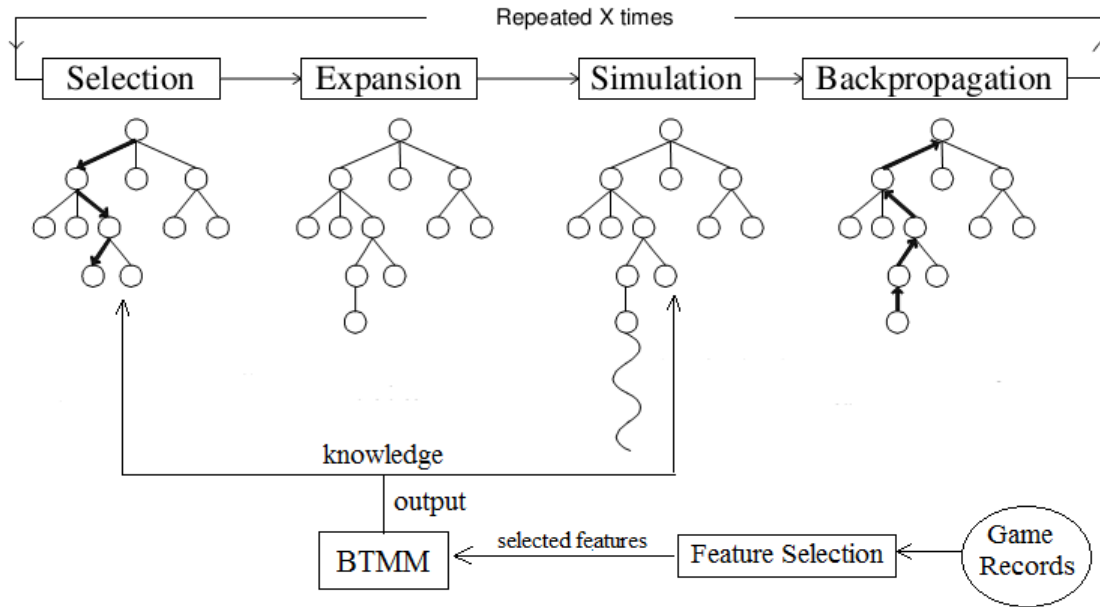 Repeated X times
Selection
Expansion
Simulation
Backpropagation
knowledge
output
BTMM
selected features
Feature Selection
Game
Records